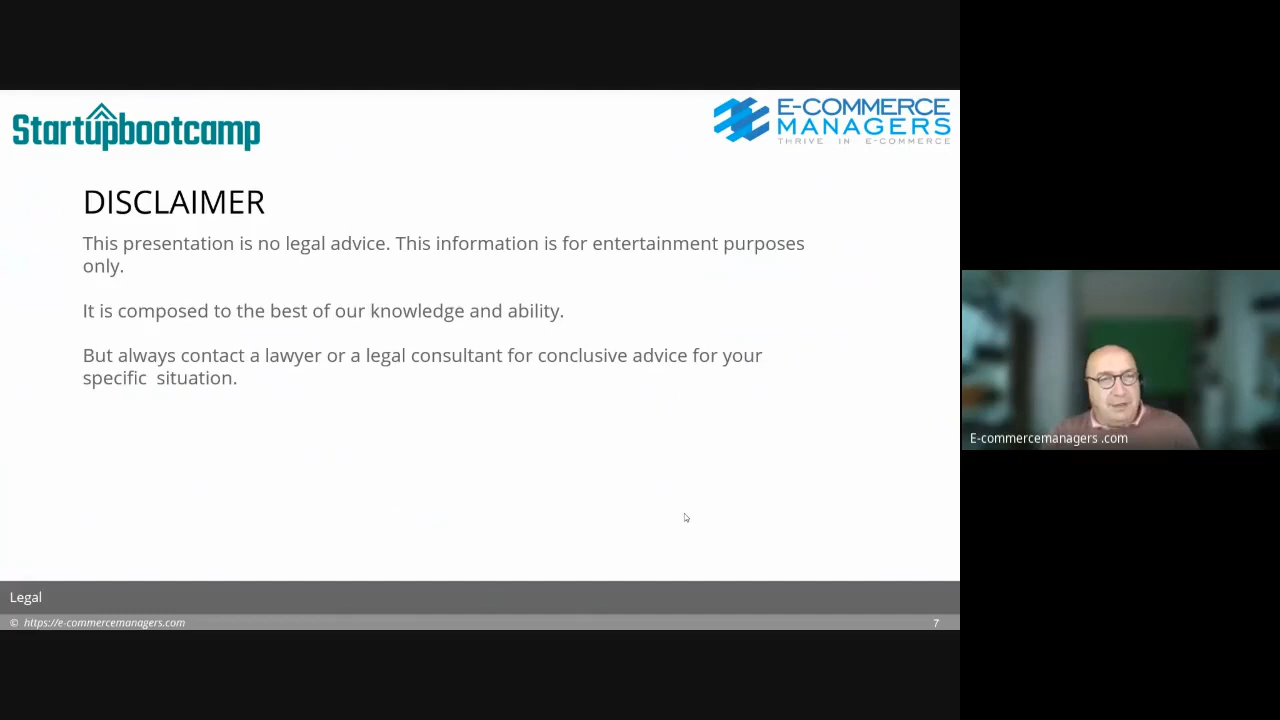 Startupbootcamp
E-COMMERCE
MANAGERS
THRIVE IN E-COMMERCE
DISCLAIMER
This presentation is no legal advice. This information is for entertainment purposes
only.
It is composed to the best of our knowledge and ability.
But always contact a lawyer or a legal consultant for conclusive advice for your
specific  situation.
E-commercemanagers .com
Legal
© https://e-commercemanagers.com
7